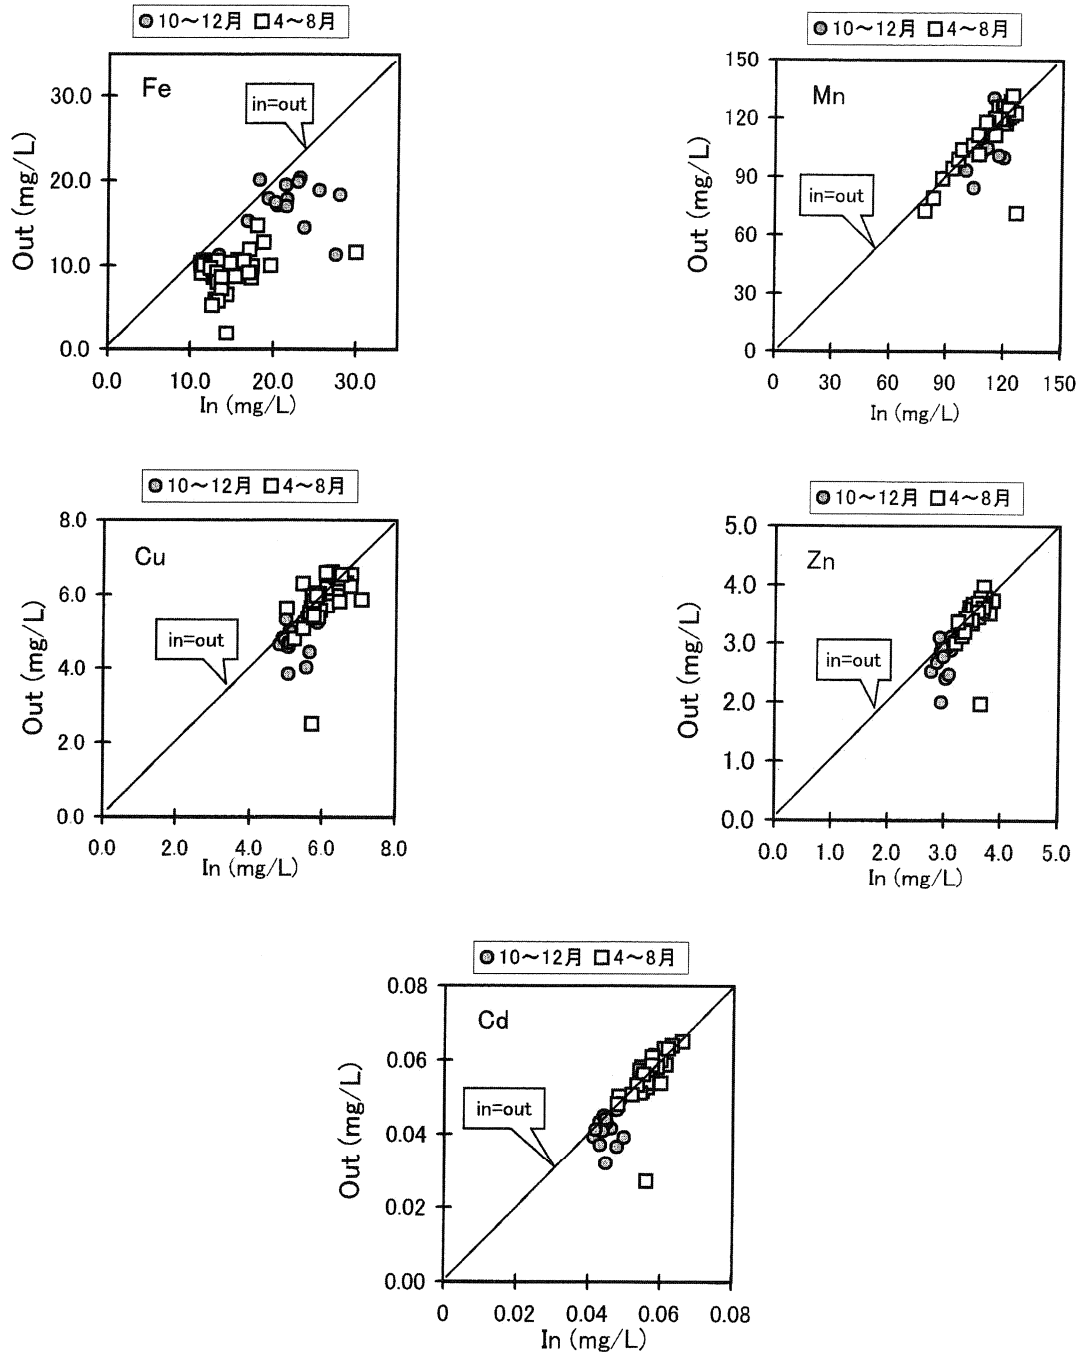 10～12月 4～8月
Fe
in=out
30.0
20.0
10.0
0.0
Out (mg/L)
0.0 10.0 20.0 30.0
In (mg/L)
10～12月 4～8月
Mn
in=out
150
120
90
60
30
0
Out (mg/L)
0 30 60 90 120 150
In (mg/L)
10～12月 4～8月
Cu
in=out
8.0
6.0
4.0
2.0
0.0
Out (mg/L)
0.0 2.0 4.0 6.0 8.0
In (mg/L)
10～12月 4～8月
Zn
in=out
5.0
4.0
3.0
2.0
1.0
0.0
Out (mg/L)
0.0 1.0 2.0 3.0 4.0 5.0
In (mg/L)
10～12月 4～8月
Cd
in=out
0.08
0.06
0.04
0.02
0.00
Out (mg/L)
0 0.02 0.04 0.06 0.08
In (mg/L)